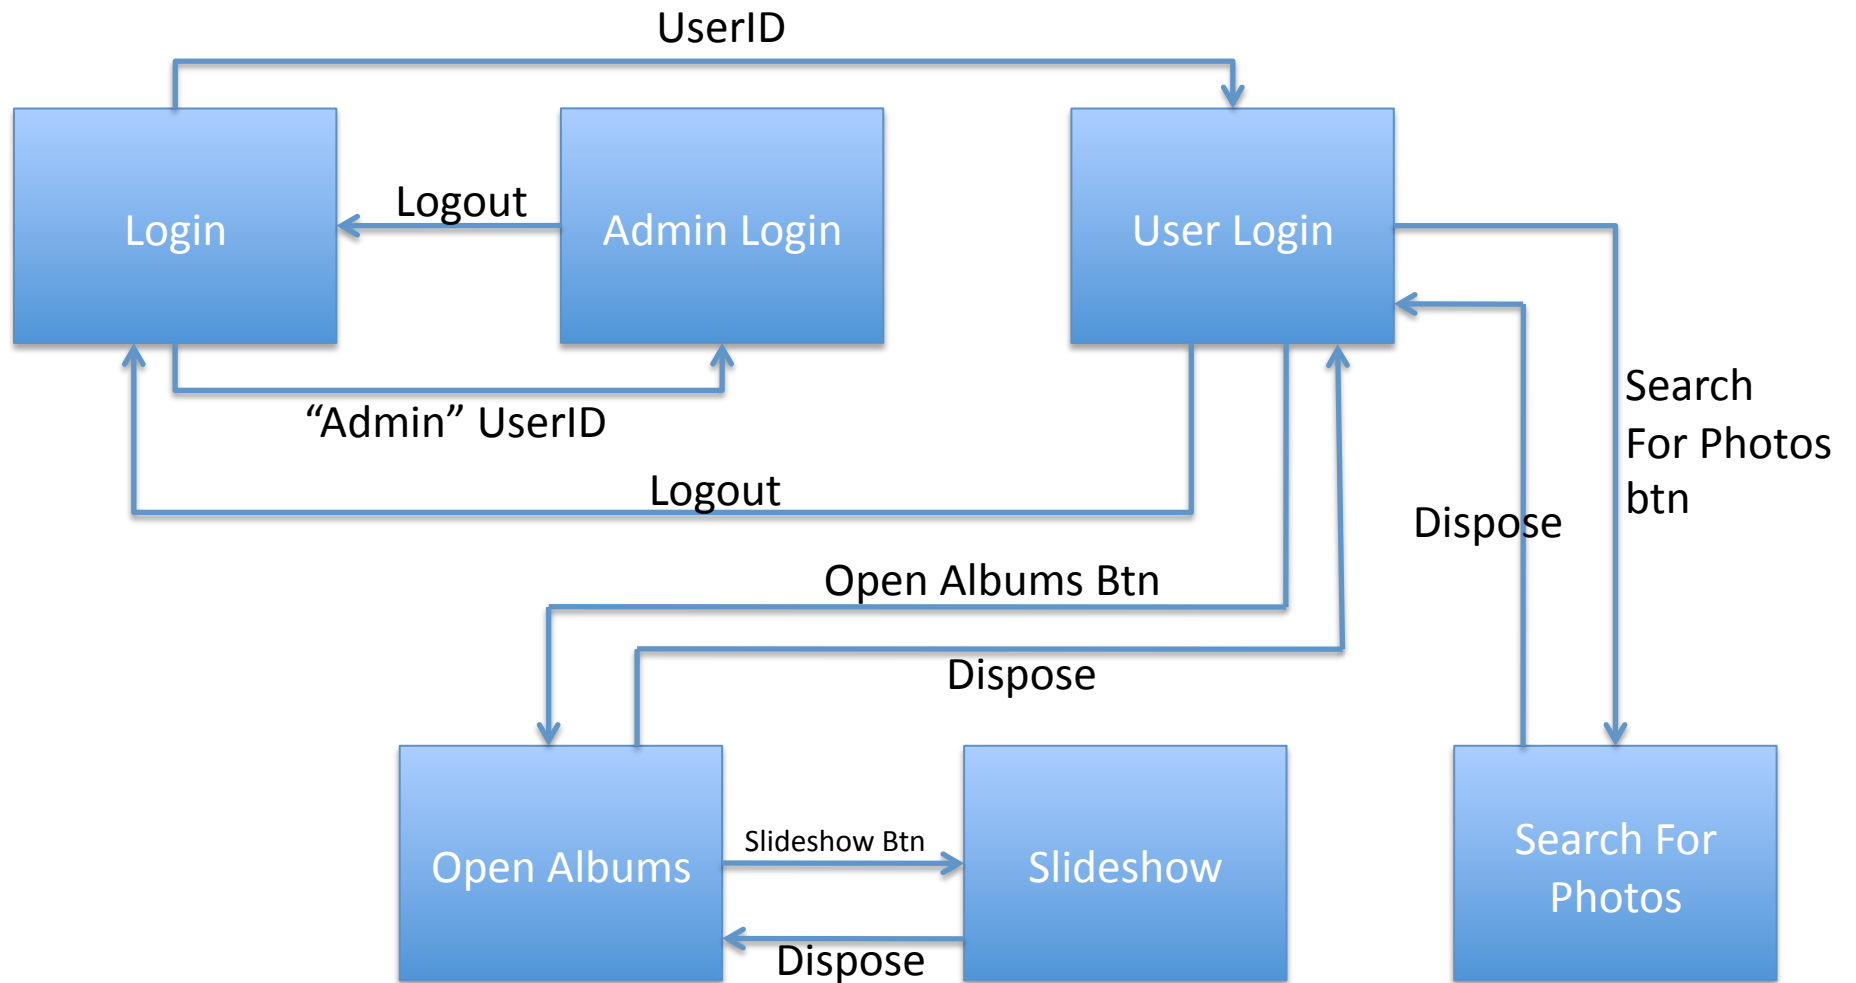 UserID
Login
Logout
Admin Login
User Login
“Admin” UserID
Logout
Search
For Photos
btn
Dispose
Open Albums Btn
Dispose
Open Albums
Slideshow Btn
Slideshow
Dispose
Search For
Photos